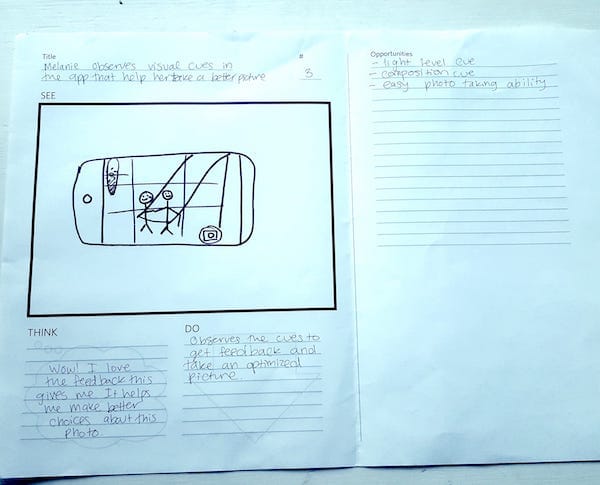 Title
Melanie observes visual cues in
the app that help her take a better picture
#
3
SEE
THINK
Wow! I love
the feedback this
gives me It helps
me make better
choices about this
photo.
DO
Observes the cues to
get feedback and
take an optimized
picture.
Opportunities
- light level cue
- composition cue
- easy photo taking ability